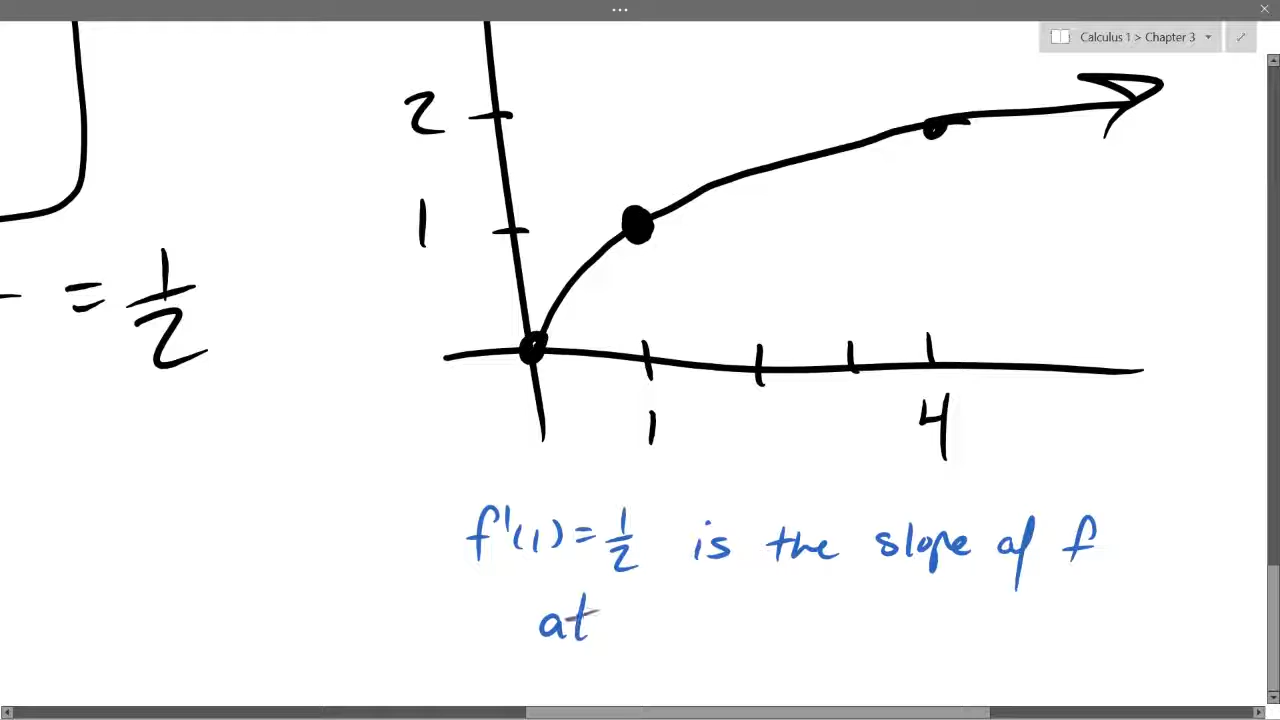 ...
Calculus 1 > Chapter 3
2
1
= 1/2
1
4
f'(1) = 1/2 is the slope of f
at